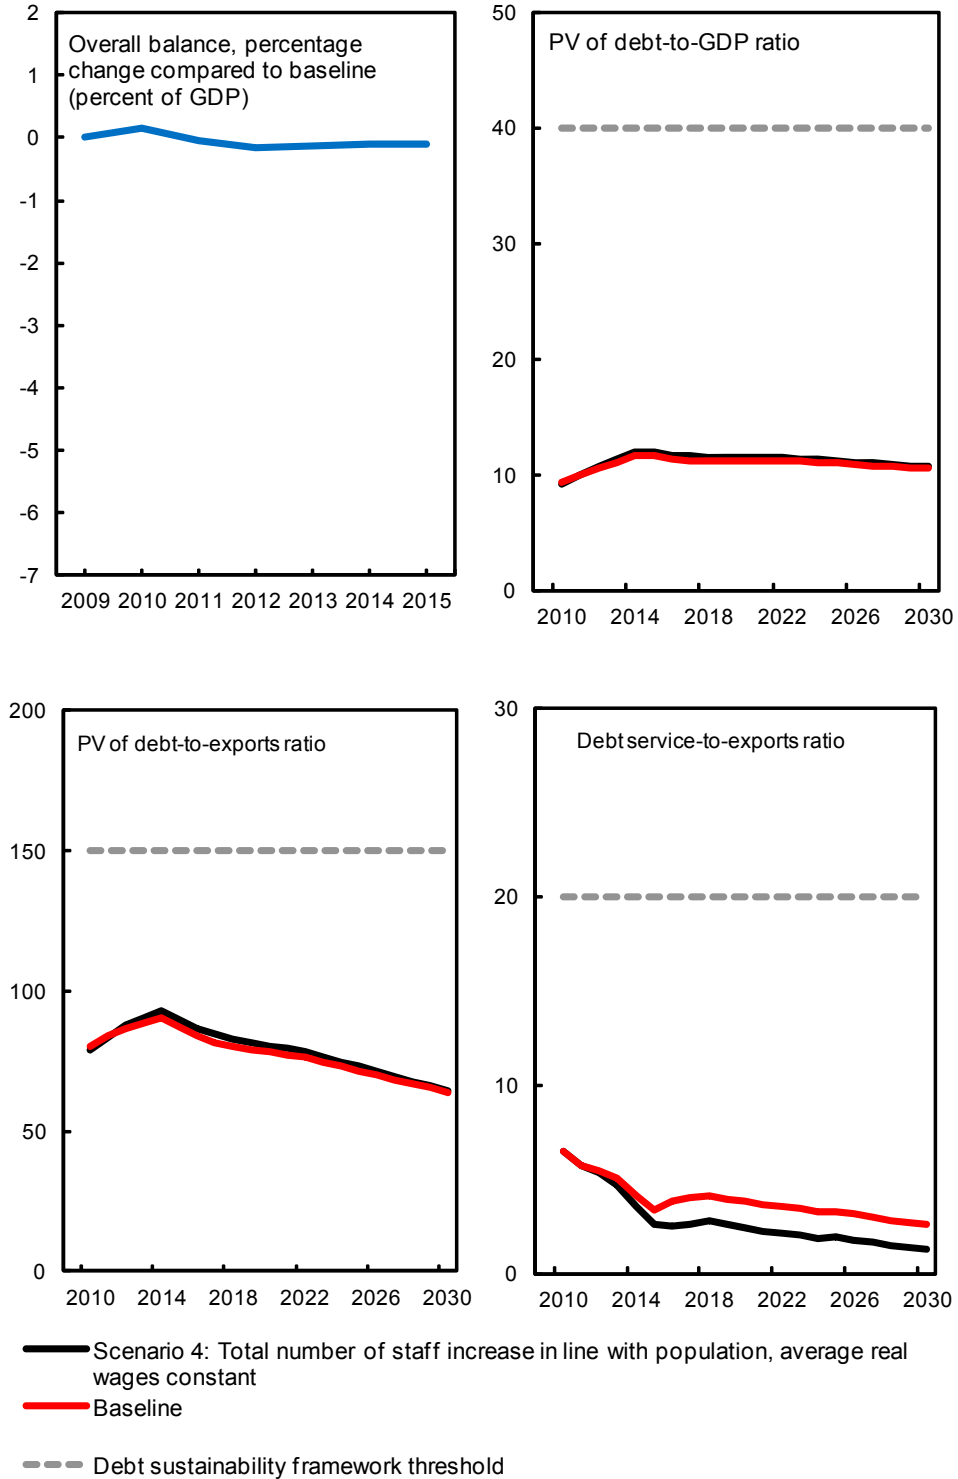 Overall balance, percentage
change compared to baseline
(percent of GDP)
2
1
0
-1
-2
-3
-4
-5
-6
-7
2009 2010 2011 2012 2013 2014 2015
PV of debt-to-GDP ratio
50
40
30
20
10
0
2010 2014 2018 2022 2026 2030
PV of debt-to-exports ratio
200
150
100
50
0
2010 2014 2018 2022 2026 2030
Debt service-to-exports ratio
30
20
10
0
2010 2014 2018 2022 2026 2030
Scenario 4: Total number of staff increase in line with population, average real
wages constant
Baseline
Debt sustainability framework threshold